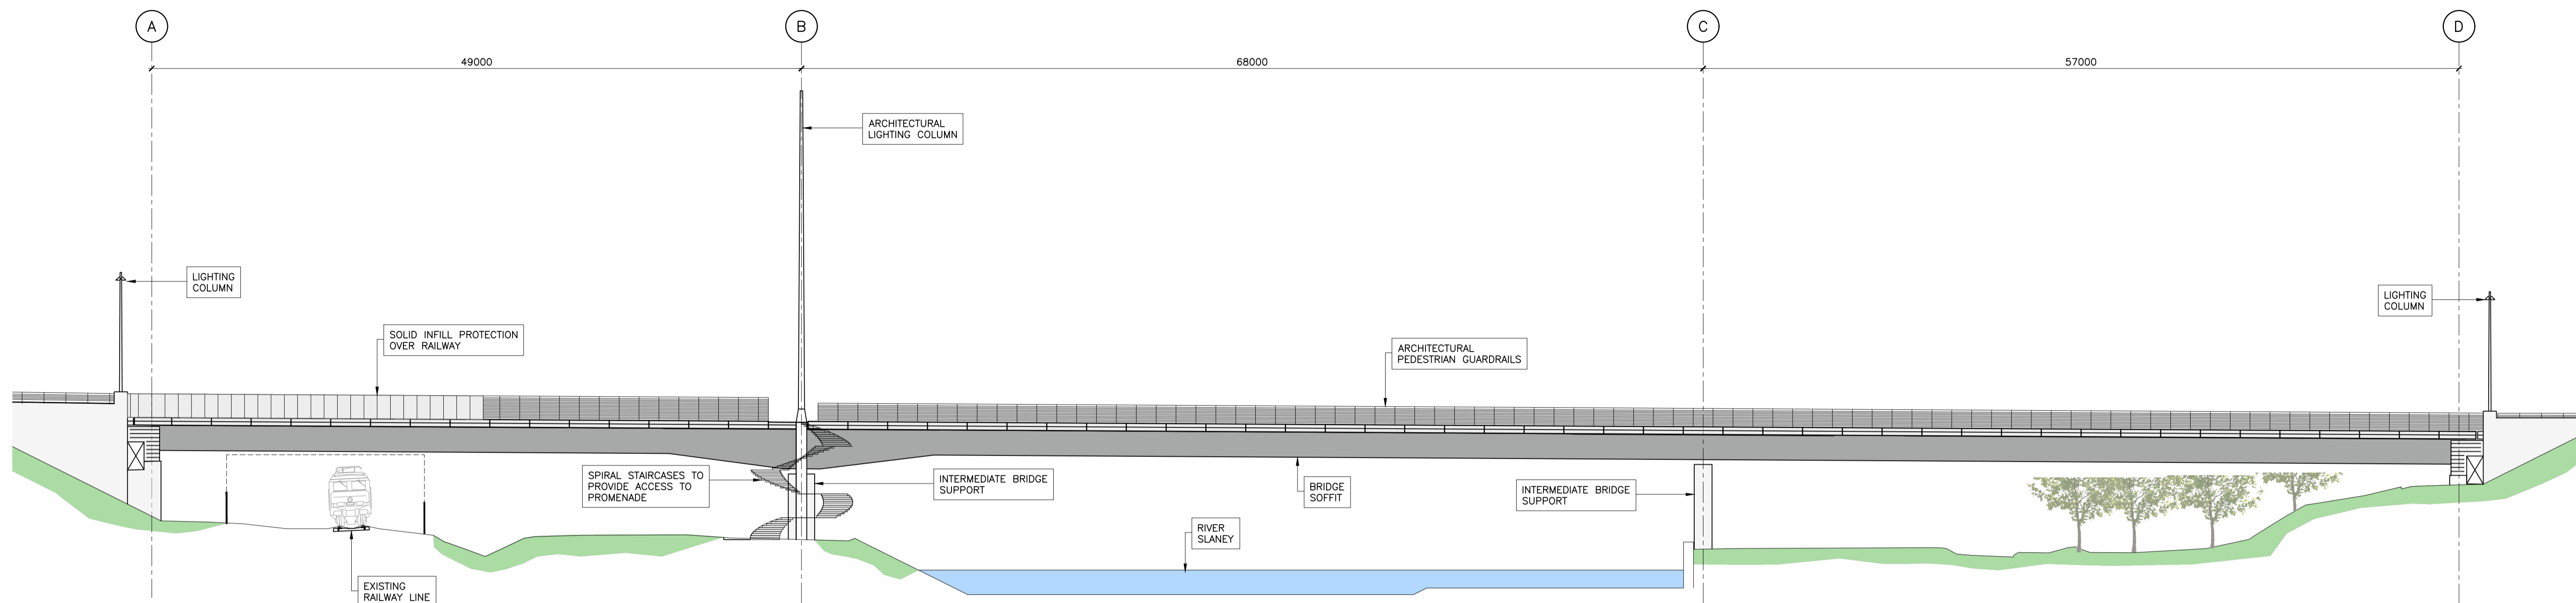 A
B
C
D
49000
68000
57000
ARCHITECTURAL
LIGHTING COLUMN
LIGHTING
COLUMN
LIGHTING
COLUMN
SOLID INFILL PROTECTION
OVER RAILWAY
ARCHITECTURAL
PEDESTRIAN GUARDRAILS
SPIRAL STAIRCASES TO
PROVIDE ACCESS TO
PROMENADE
INTERMEDIATE BRIDGE
SUPPORT
BRIDGE
SOFFIT
INTERMEDIATE BRIDGE
SUPPORT
RIVER
SLANEY
EXISTING
RAILWAY LINE